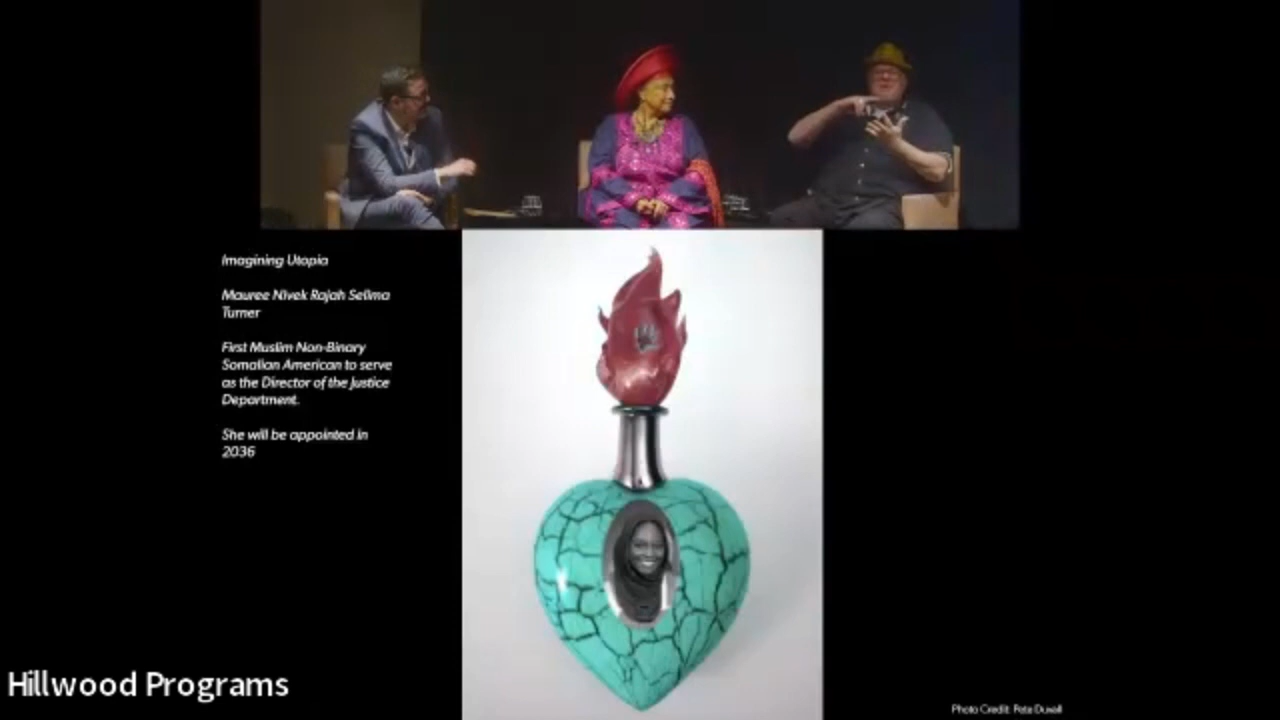 Imagining Utopia
Mauree Nivek Rajah Sellma
Turner
First Muslim Non-Binary
Somalian American to serve
as the Director of the Justice
Department.
She will be appointed in
2036
Hillwood Programs
Photo Credit: Pete Duvall